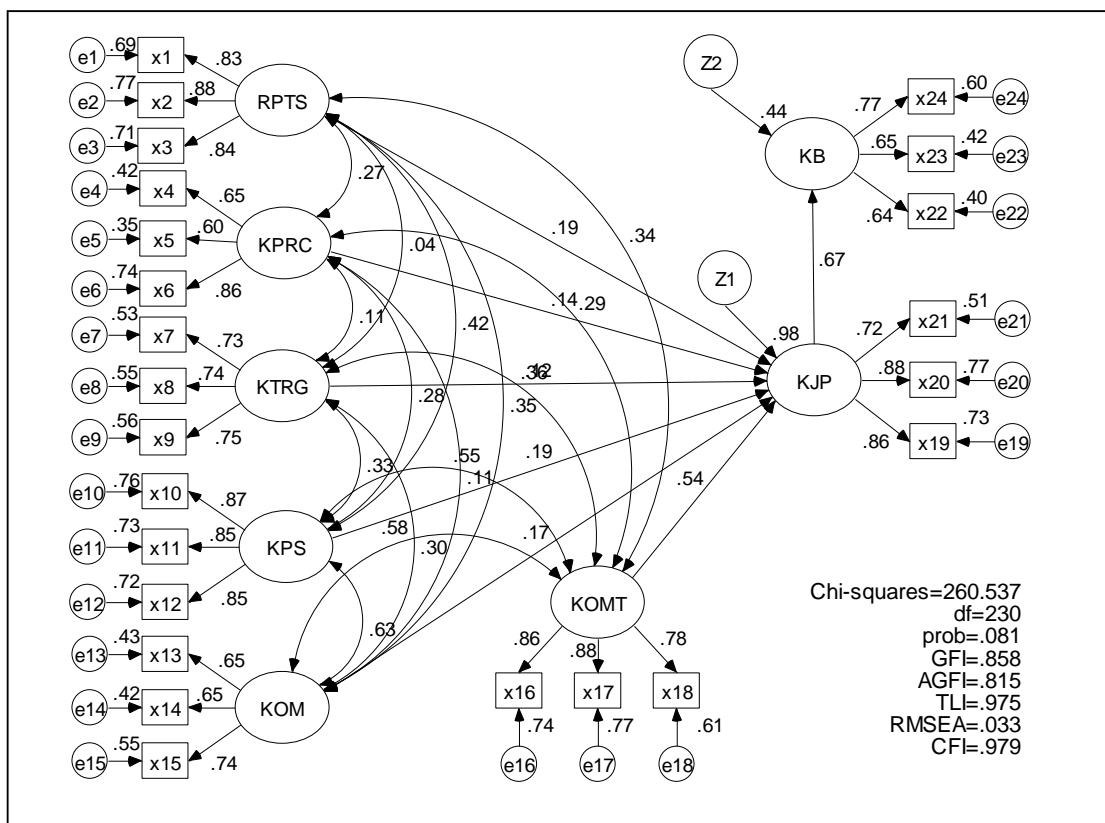 e1 .69 x1 .83
e2 .77 x2 .88 RPTS
e3 .71 x3 .84
e4 .42 x4 .65
e5 .35 x5 .60 KPRC
e6 .74 x6 .86
e7 .53 x7 .73
e8 .55 x8 .74 KTRG
e9 .56 x9 .75
e10 .76 x10 .87
e11 .73 x11 .85 KPS
e12 .72 x12 .85
e13 .43 x13 .65
e14 .42 x14 .65 KOM
e15 .55 x15 .74
.27
.04
.11
.42
.28
.35
.33
.55
.11
.58
.30
.63
.17
.19
.34
.14
.29
.36
.12
.19
.54
Z2
.44
KB
.67
Z1
.98
KJP
.77 x24 .60 e24
.65 x23 .42 e23
.64 x22 .40 e22
.72 x21 .51 e21
.88 x20 .77 e20
.86 x19 .73 e19
KOMT
.86 .88 .78
x16 x17 x18
.74 .77 .61
e16 e17 e18
Chi-squares=260.537
df=230
prob=.081
GFI=.858
AGFI=.815
TLI=.975
RMSEA=.033
CFI=.979